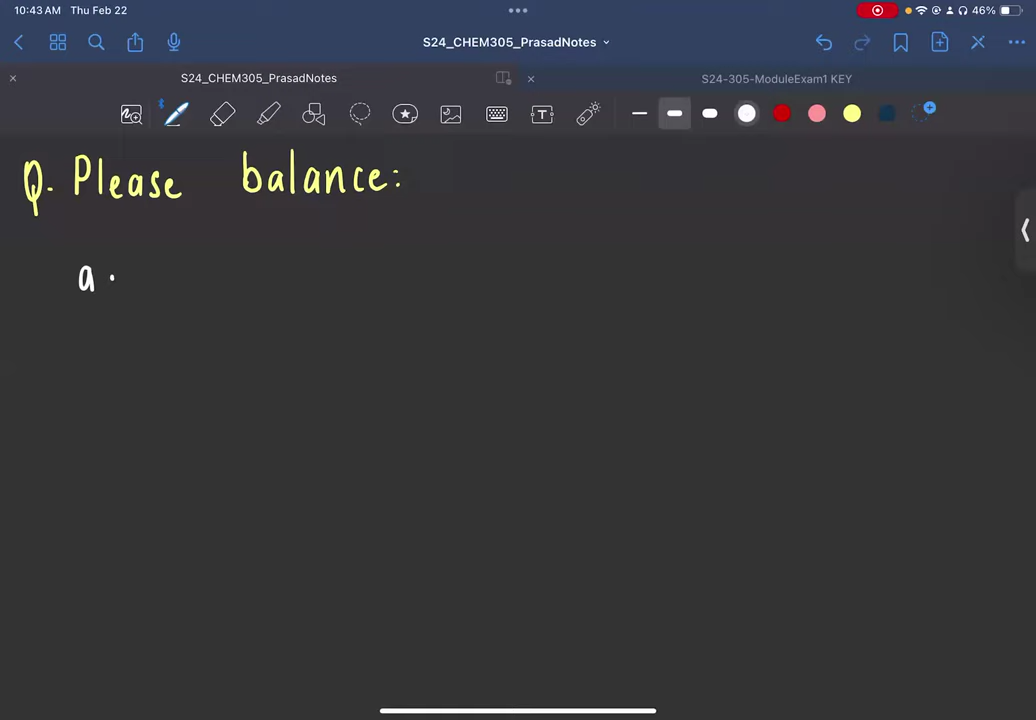 10:43 AM Thu Feb 22
46%
S24_CHEM305_PrasadNotes
S24_CHEM305_PrasadNotes
S24-305-ModuleExam1 KEY
Q. Please balance:
a.